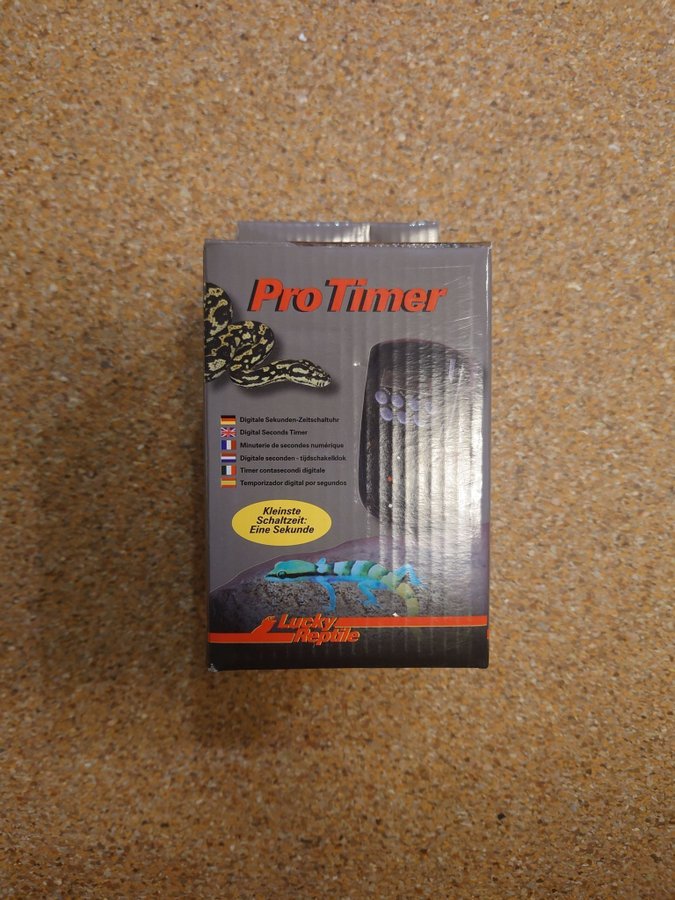 Pro Timer
Digitale Sekunden-Zeitschaltuhr
Digital Seconds Timer
Minuterie de secondes numérique
Digitale seconden - tijdschakelklok
Timer contasecondi digitale
Temporizador digital por segundos
Kleinste
Schaltzeit:
Eine Sekunde
Lucky
Reptile